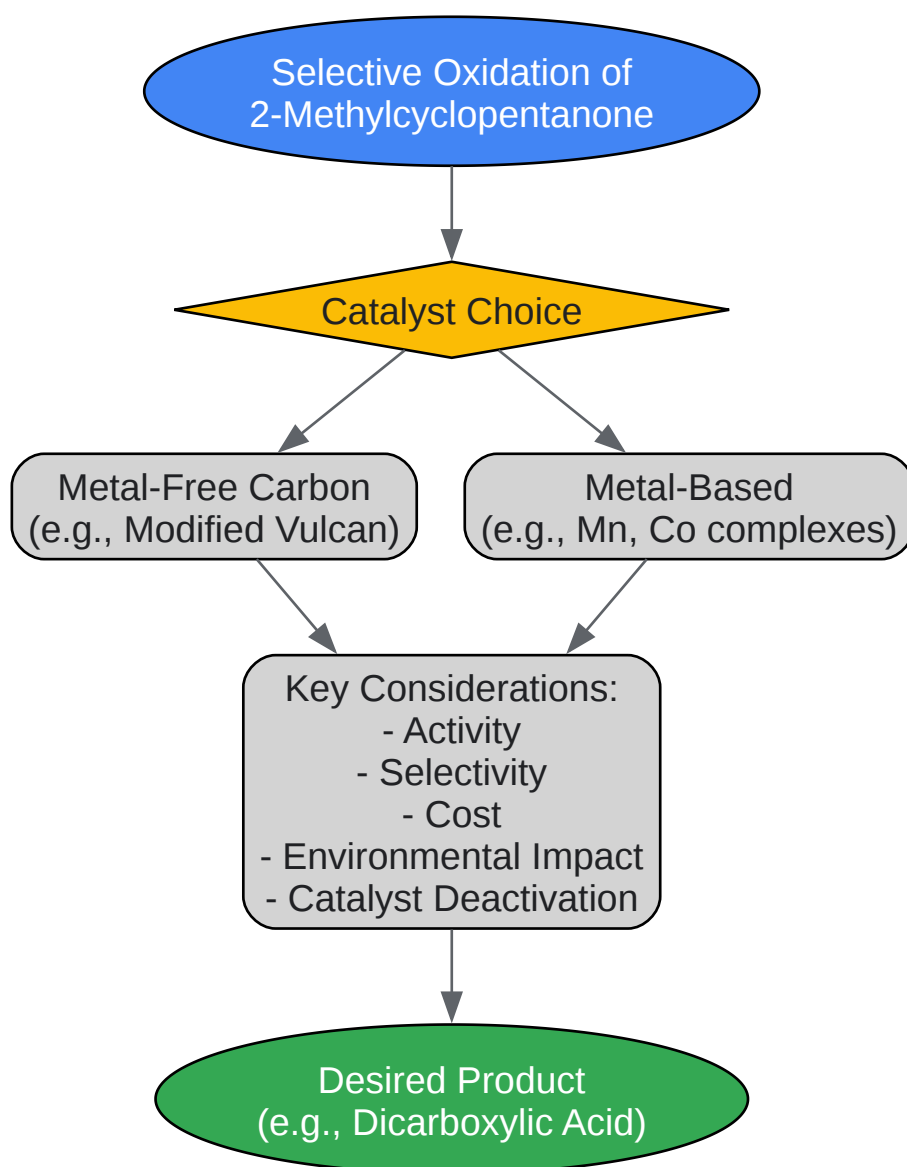 Selective Oxidation of
2-Methylcyclopentanone
Catalyst Choice
Metal-Free Carbon
(e.g., Modified Vulcan)
Metal-Based
(e.g., Mn, Co complexes)
Key Considerations:
- Activity
- Selectivity
- Cost
- Environmental Impact
- Catalyst Deactivation
Desired Product
(e.g., Dicarboxylic Acid)